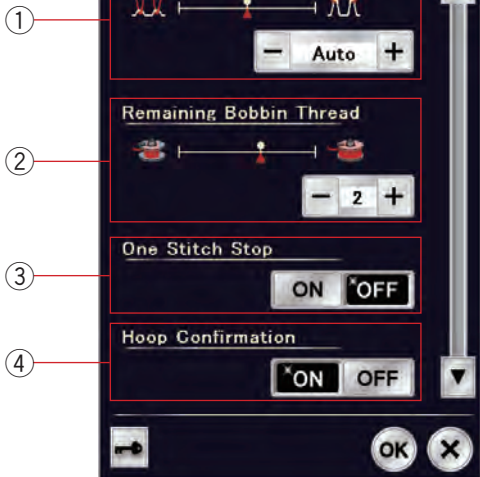 ①
− Auto +
Remaining Bobbin Thread
②
− 2 +
One Stitch Stop
③
ON OFF
Hoop Confirmation
④
ON OFF
OK ×